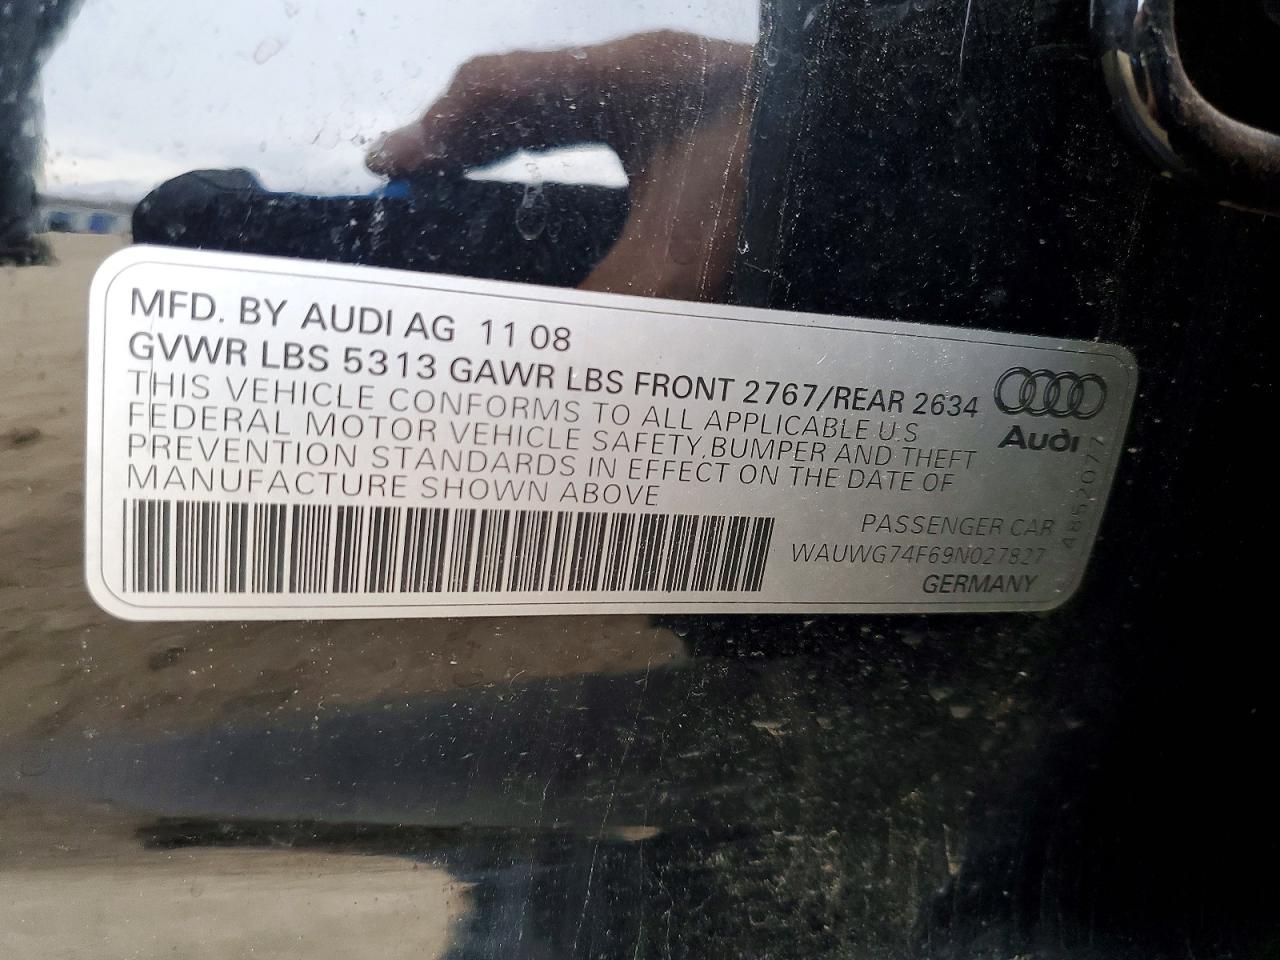 MFD. BY AUDI AG 11 08
GVWR LBS 5313 GAWR LBS FRONT 2767/REAR 2634
THIS VEHICLE CONFORMS TO ALL APPLICABLE U.S
FEDERAL MOTOR VEHICLE SAFETY, BUMPER AND THEFT
PREVENTION STANDARDS IN EFFECT ON THE DATE OF
MANUFACTURE SHOWN ABOVE
Audi
PASSENGER CAR
WAUWG74F69N027827
GERMANY
4852077